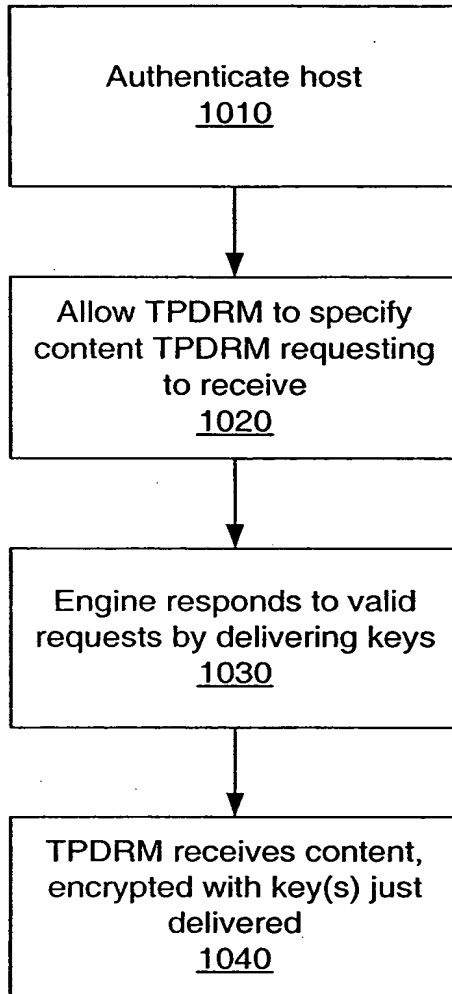 Authenticate host
1010
Allow TPDRM to specify
content TPDRM requesting
to receive
1020
Engine responds to valid
requests by delivering keys
1030
TPDRM receives content,
encrypted with key(s) just
delivered
1040